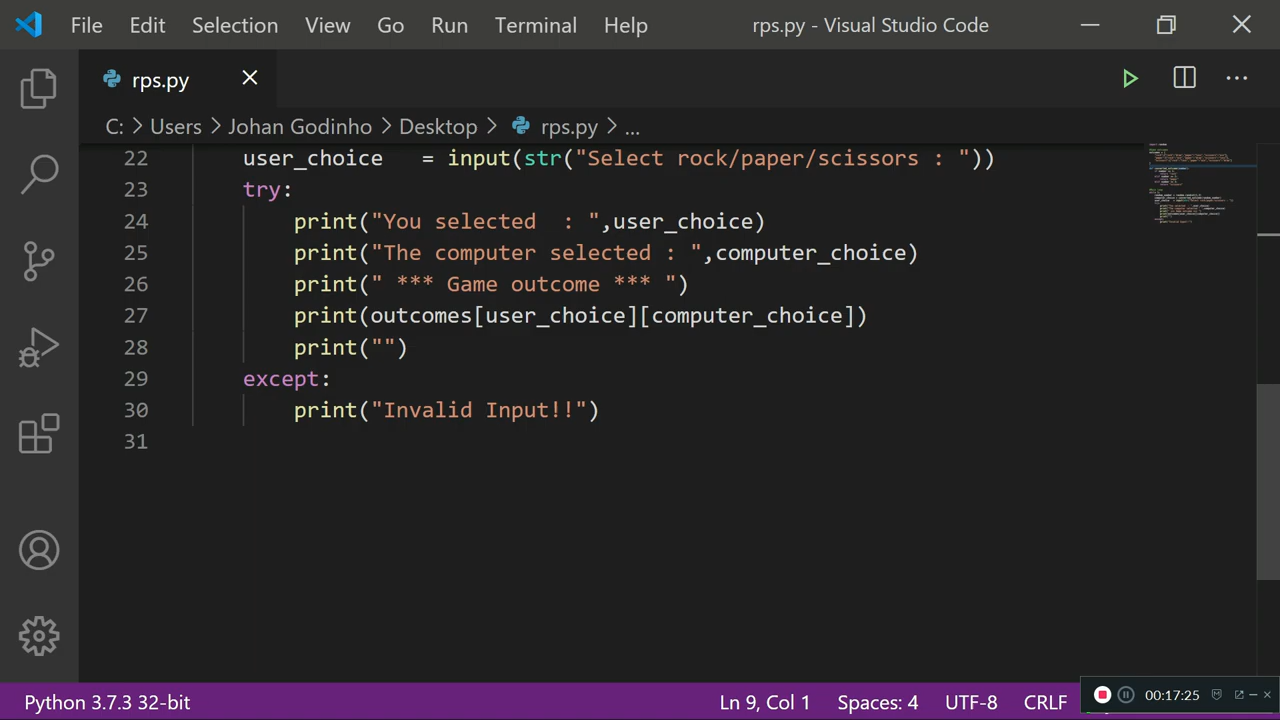 File Edit Selection View Go Run Terminal Help rps.py - Visual Studio Code
rps.py
C: > Users > Johan Godinho > Desktop > rps.py > ...
22 user_choice = input(str("Select rock/paper/scissors : "))
23 try:
24 print("You selected : ",user_choice)
25 print("The computer selected : ",computer_choice)
26 print(" *** Game outcome *** ")
27 print(outcomes[user_choice][computer_choice])
28 print("")
29 except:
30 print("Invalid Input!!")
31
Python 3.7.3 32-bit Ln 9, Col 1 Spaces: 4 UTF-8 CRLF 00:17:25